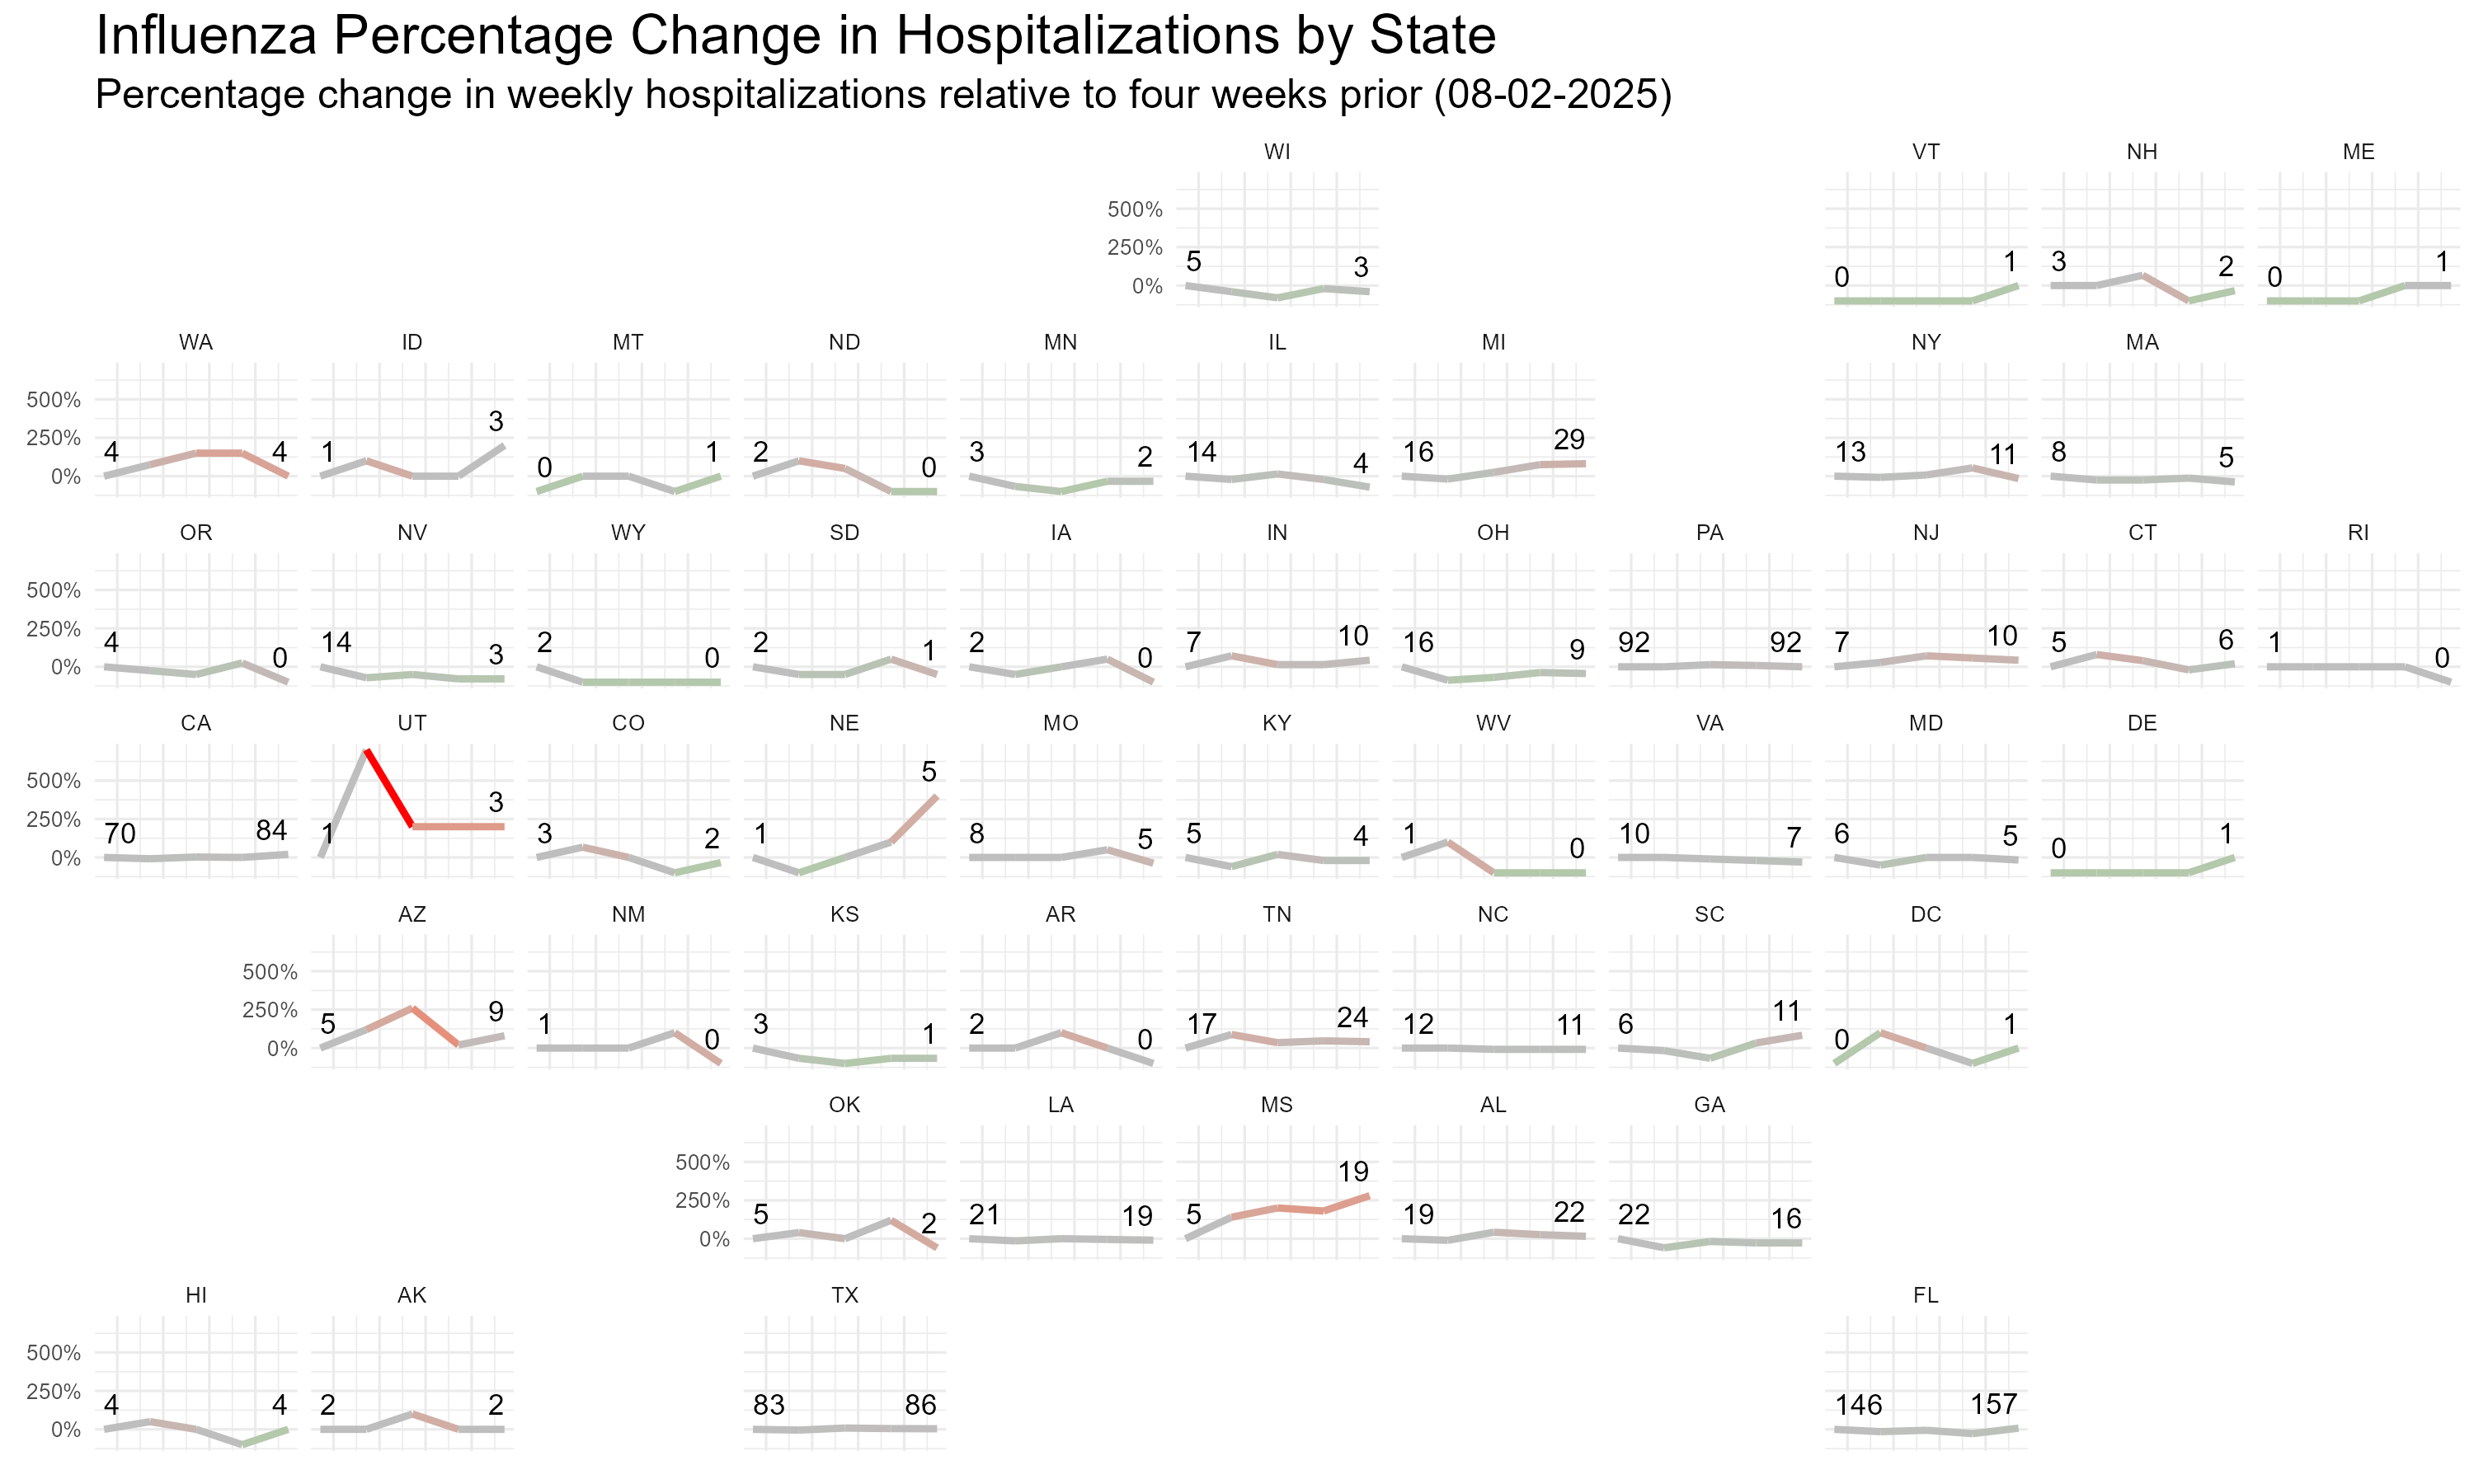 Influenza Percentage Change in Hospitalizations by State
Percentage change in weekly hospitalizations relative to four weeks prior (08-02-2025)
WI VT NH ME
500%
250%
0%
5 3 0 1 3 2 0 1
WA ID MT ND MN IL MI NY MA
500%
250%
0%
4 4 1 3 0 1 2 0 3 2 14 4 16 29 13 11 8 5
OR NV WY SD IA IN OH PA NJ CT RI
500%
250%
0%
4 0 14 3 2 0 2 1 2 0 7 10 16 9 92 92 7 10 5 6 1 0
CA UT CO NE MO KY WV VA MD DE
500%
250%
0%
70 84 1 3 3 2 1 5 8 5 5 4 1 0 10 7 6 5 0 1
AZ NM KS AR TN NC SC DC
500%
250%
0%
5 9 1 0 3 1 2 0 17 24 12 11 6 11 0 1
OK LA MS AL GA
500%
250%
0%
5 2 21 19 5 19 19 22 22 16
HI AK TX FL
500%
250%
0%
4 4 2 2 83 86 146 157